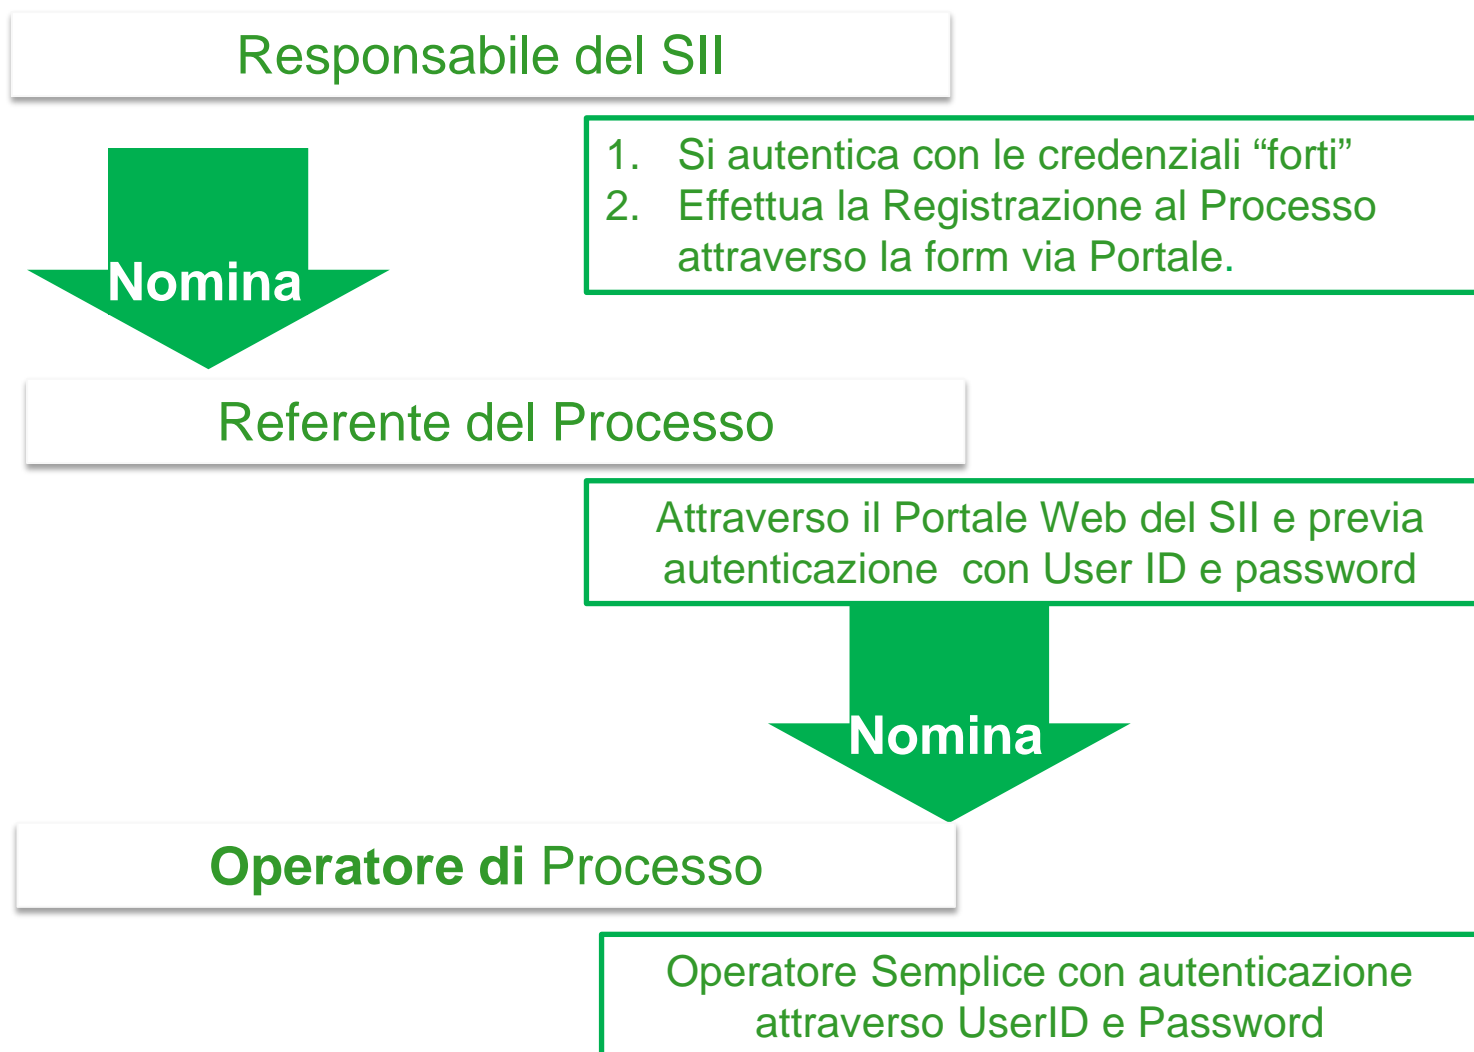 Responsabile del SII
1. Si autentica con le credenziali “forti”
2. Effettua la Registrazione al Processo
attraverso la form via Portale.
Nomina
Referente del Processo
Attraverso il Portale Web del SII e previa
autenticazione con User ID e password
Nomina
Operatore di Processo
Operatore Semplice con autenticazione
attraverso UserID e Password